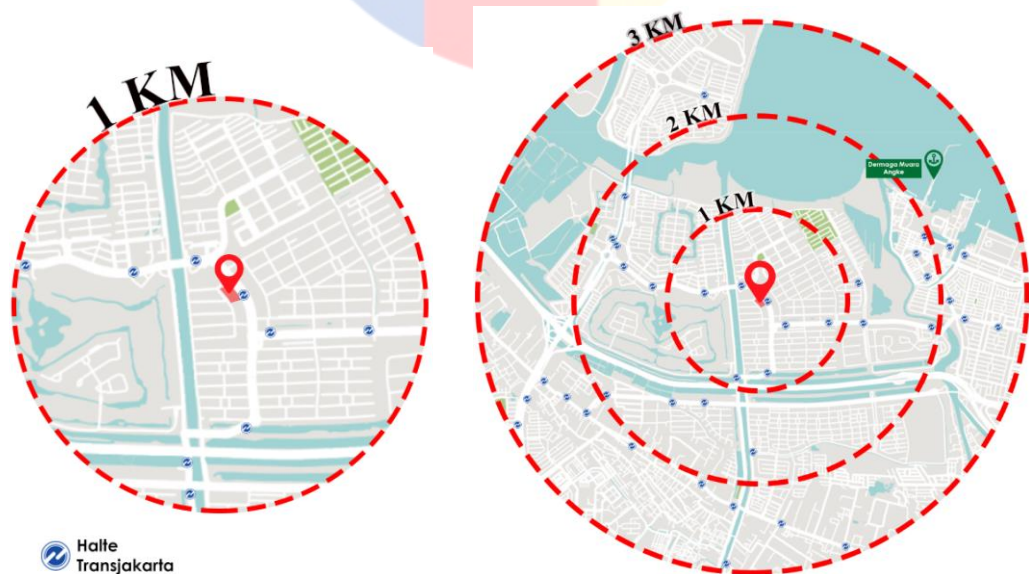 1 KM
Halte
Transjakarta
3 KM
2 KM
1 KM
Dermaga Muara
Angke